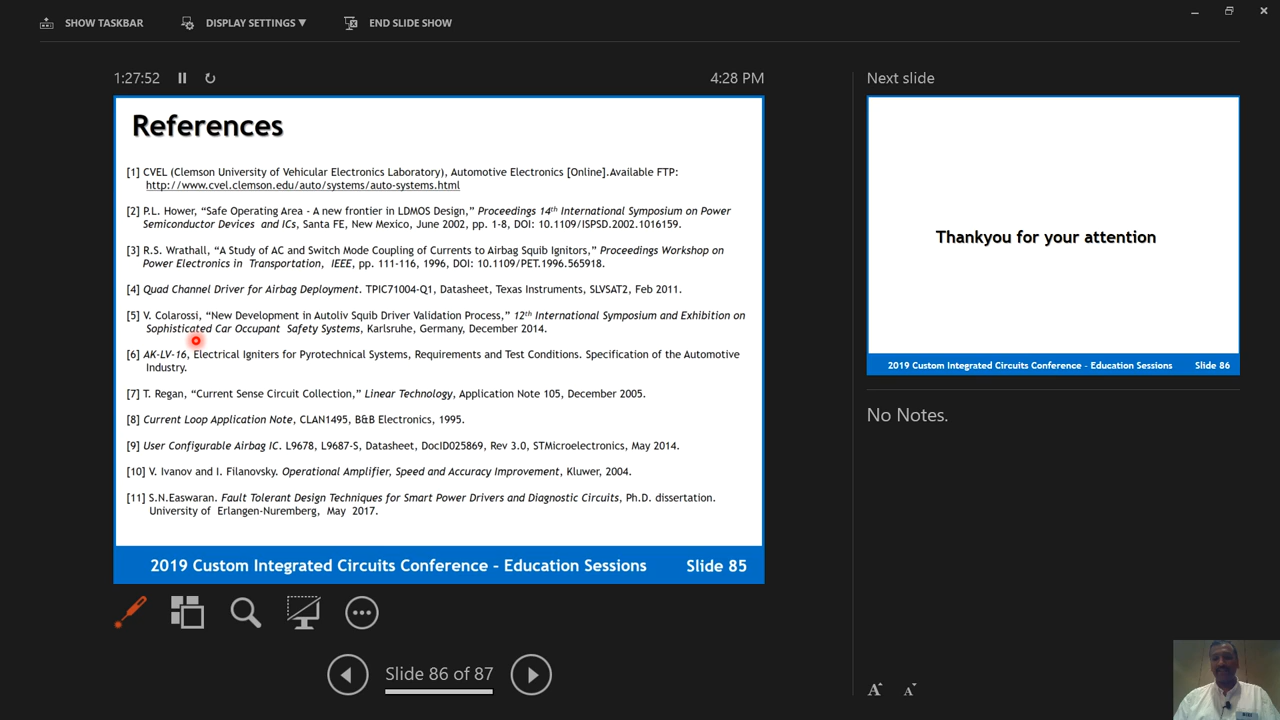 SHOW TASKBAR DISPLAY SETTINGS ▼ END SLIDE SHOW
1:27:52 4:28 PM
References
[1] CVEL (Clemson University of Vehicular Electronics Laboratory), Automotive Electronics [Online].Available FTP:
http://www.cvel.clemson.edu/auto/systems/auto-systems.html
[2] P.L. Hower, “Safe Operating Area - A new frontier in LDMOS Design,” Proceedings 14th International Symposium on Power
Semiconductor Devices and ICs, Santa FE, New Mexico, June 2002, pp. 1-8, DOI: 10.1109/ISPSD.2002.1016159.
[3] R.S. Wrathall, “A Study of AC and Switch Mode Coupling of Currents to Airbag Squib Ignitors,” Proceedings Workshop on
Power Electronics in Transportation, IEEE, pp. 111-116, 1996, DOI: 10.1109/PET.1996.565918.
[4] Quad Channel Driver for Airbag Deployment. TPIC71004-Q1, Datasheet, Texas Instruments, SLVSAT2, Feb 2011.
[5] V. Colarossi, “New Development in Autoliv Squib Driver Validation Process,” 12th International Symposium and Exhibition on
Sophisticated Car Occupant Safety Systems, Karlsruhe, Germany, December 2014.
[6] AK-LV-16, Electrical Igniters for Pyrotechnical Systems, Requirements and Test Conditions. Specification of the Automotive
Industry.
[7] T. Regan, “Current Sense Circuit Collection,” Linear Technology, Application Note 105, December 2005.
[8] Current Loop Application Note, CLAN1495, B&B Electronics, 1995.
[9] User Configurable Airbag IC. L9678, L9687-S, Datasheet, DocID025869, Rev 3.0, STMicroelectronics, May 2014.
[10] V. Ivanov and I. Filanovsky. Operational Amplifier, Speed and Accuracy Improvement, Kluwer, 2004.
[11] S.N.Easwaran. Fault Tolerant Design Techniques for Smart Power Drivers and Diagnostic Circuits, Ph.D. dissertation.
University of Erlangen-Nuremberg, May 2017.
2019 Custom Integrated Circuits Conference - Education Sessions Slide 85
Slide 86 of 87
Next slide
Thankyou for your attention
2019 Custom Integrated Circuits Conference - Education Sessions Slide 86
No Notes.
A A